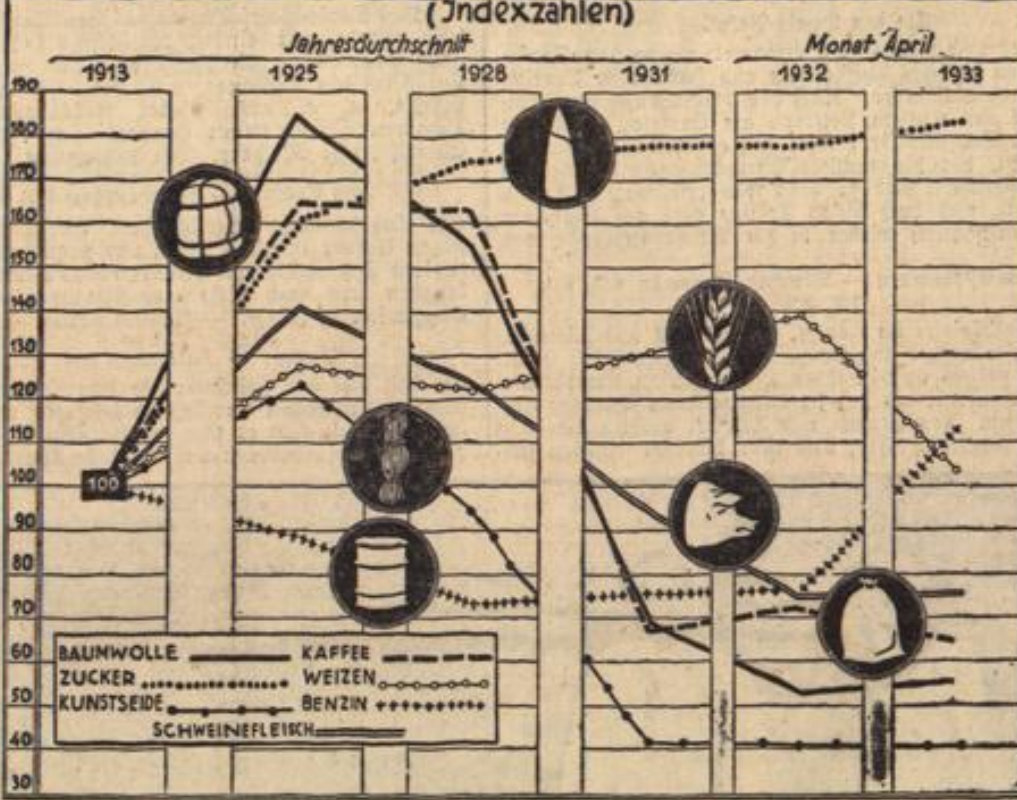 (Indexzahlen)
Jahresdurchschnitt Monat April
1913 1925 1928 1931 1932 1933
190
180
170
160
150
140
130
120
110
100 100
90
80
70
60
50
40
30
BAUMWOLLE KAFFEE
ZUCKER WEIZEN
KUNSTSEIDE BENZIN
SCHWEINEFLEISCH